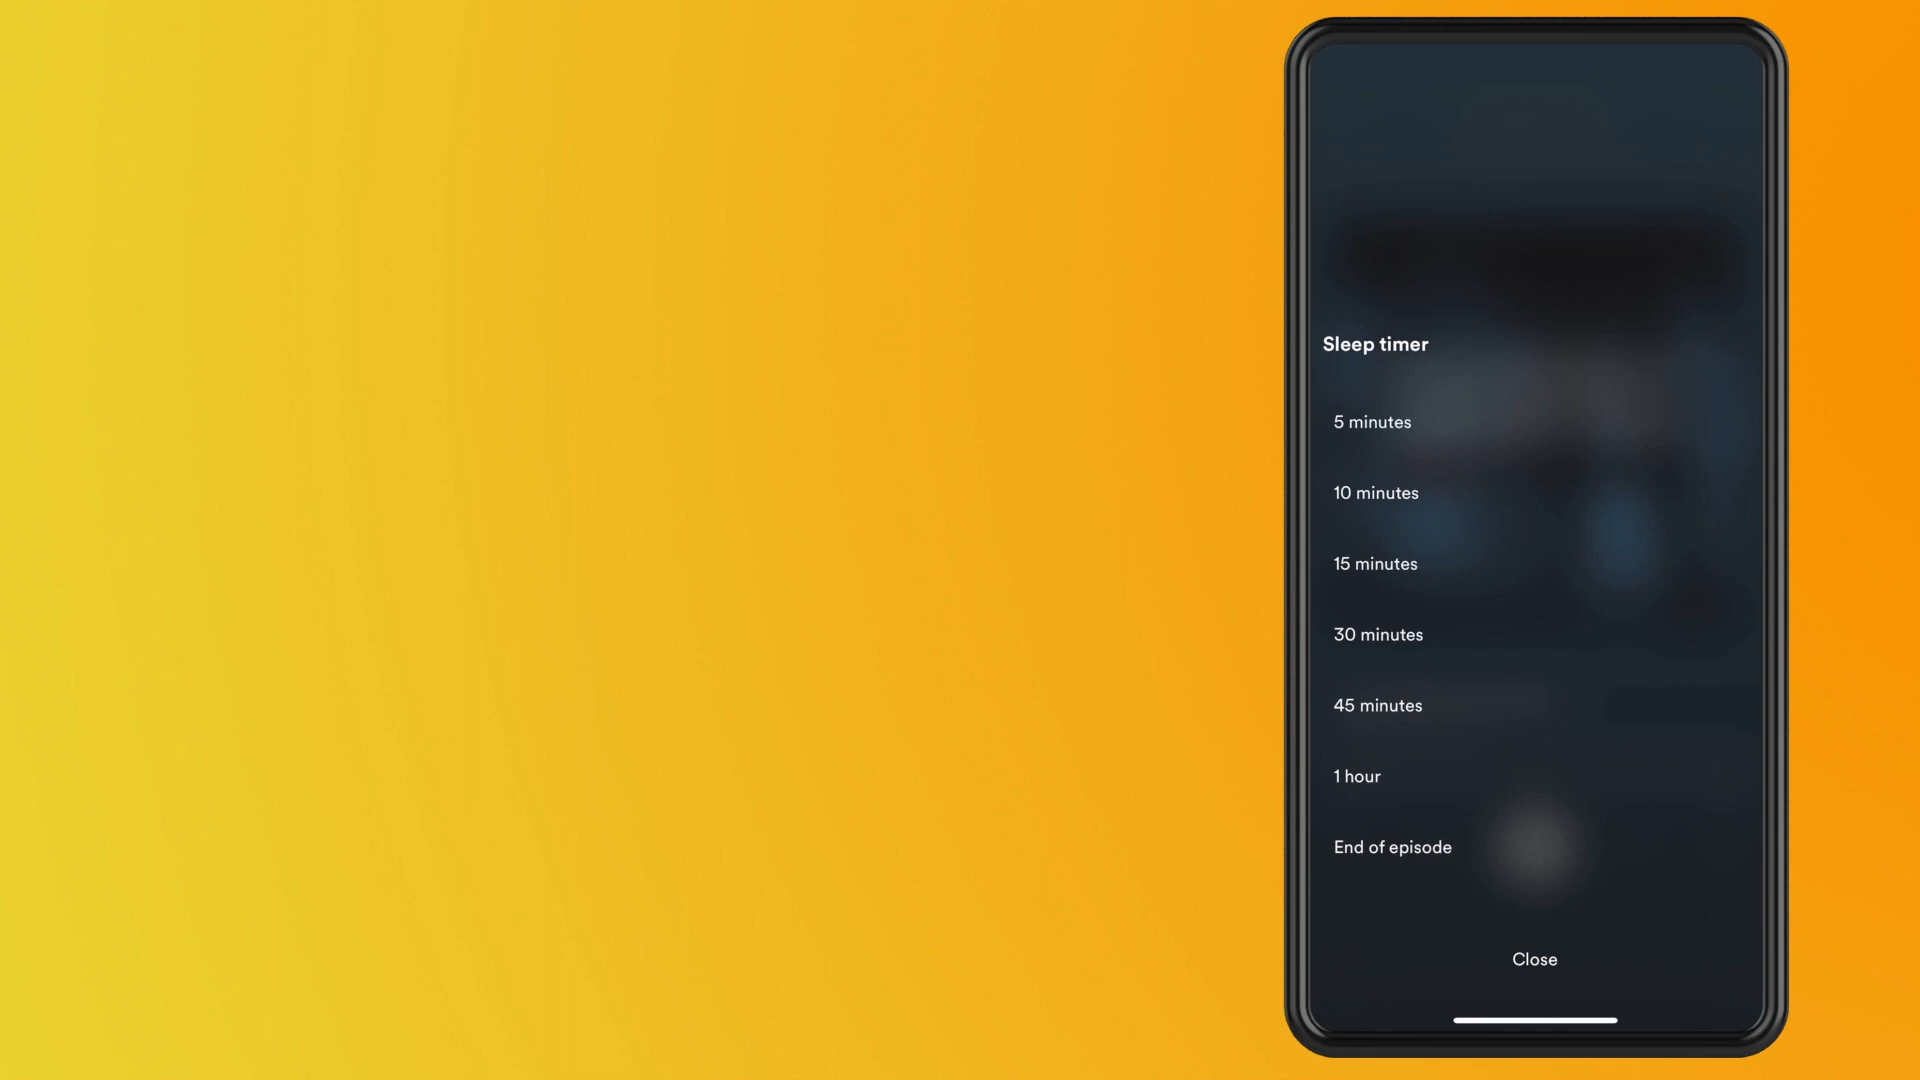 Sleep timer
5 minutes
10 minutes
15 minutes
30 minutes
45 minutes
1 hour
End of episode
Close